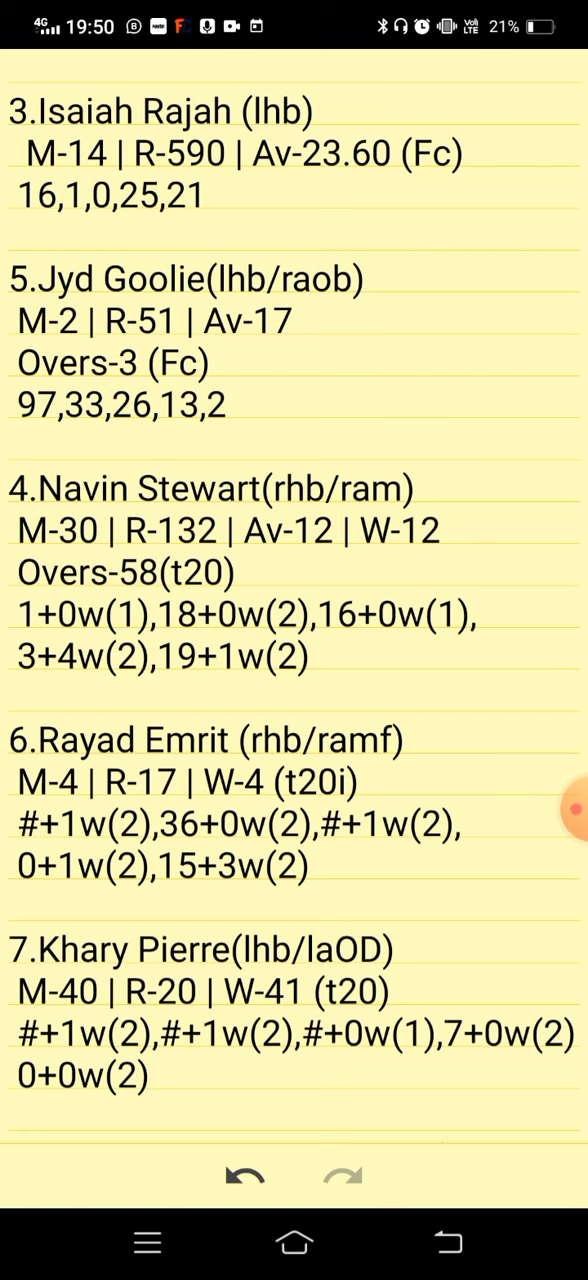 4G 19:50 21%
VoI) LTE
3.Isaiah Rajah (lhb)
M-14 | R-590 | Av-23.60 (Fc)
16,1,0,25,21
5.Jyd Goolie(lhb/raob)
M-2 | R-51 | Av-17
Overs-3 (Fc)
97,33,26,13,2
4.Navin Stewart(rhb/ram)
M-30 | R-132 | Av-12 | W-12
Overs-58(t20)
1+0w(1),18+0w(2),16+0w(1),
3+4w(2),19+1w(2)
6.Rayad Emrit (rhb/ramf)
M-4 | R-17 | W-4 (t20i)
#+1w(2),36+0w(2),#+1w(2),
0+1w(2),15+3w(2)
7.Khary Pierre(lhb/laOD)
M-40 | R-20 | W-41 (t20)
#+1w(2),#+1w(2),#+0w(1),7+0w(2)
0+0w(2)